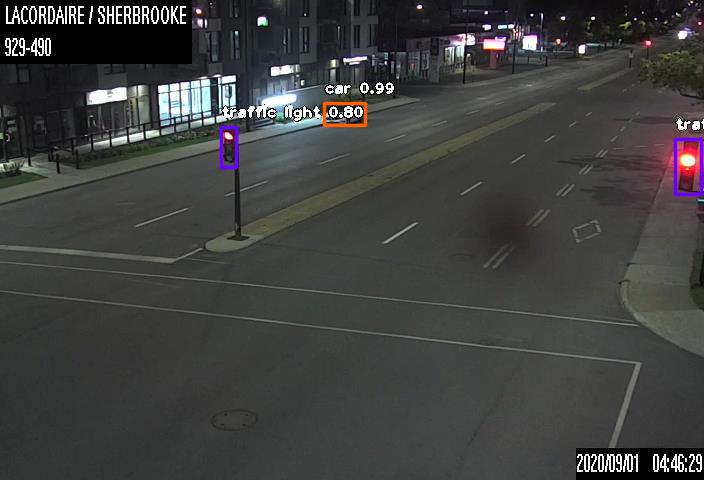 LACORDAIRE / SHERBROOKE
929-490
car 0.99
traffic light 0.80
traf
2020/09/01 04:46:29